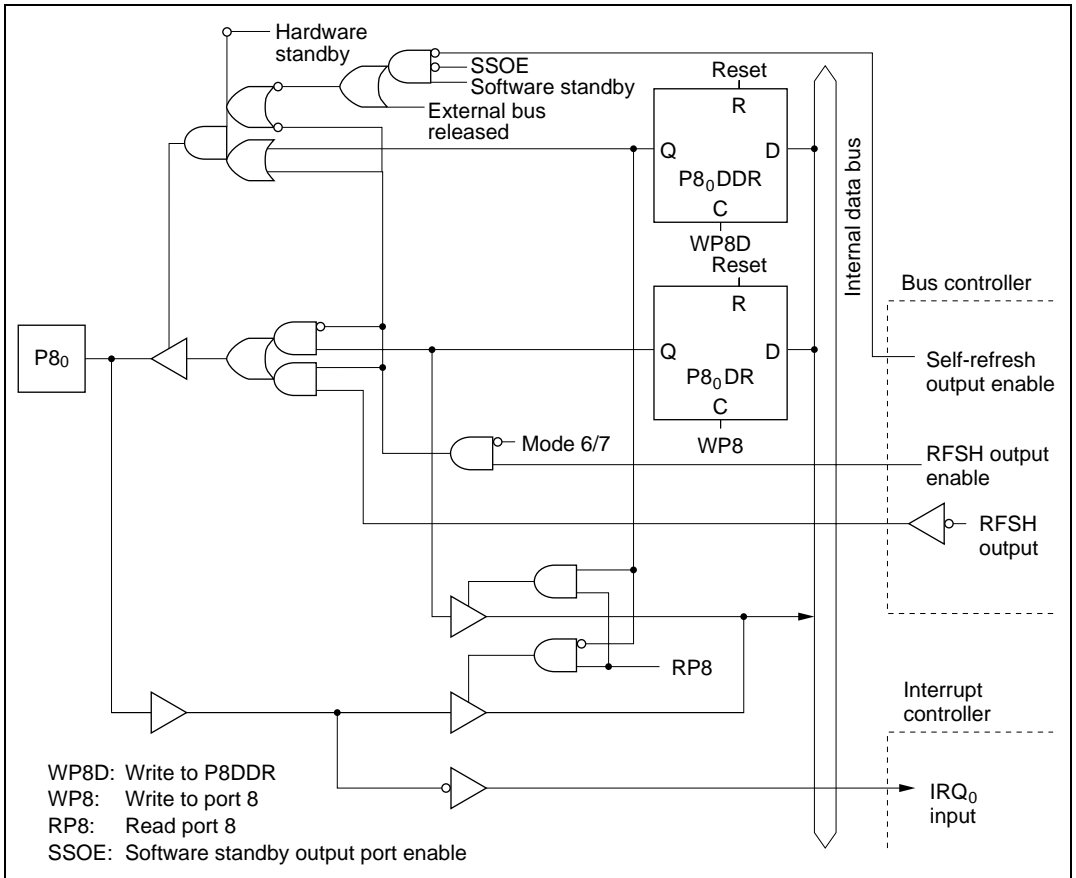 Hardware
standby
SSOE
Software standby
External bus
released
Reset
R
Q
D
P8₀DDR
C
WP8D
Reset
R
Q
D
P8₀DR
C
WP8
Internal data bus
Bus controller
Self-refresh
output enable
P8₀
Mode 6/7
RFSH output
enable
RFSH
output
RP8
Interrupt
controller
IRQ₀
input
WP8D: Write to P8DDR
WP8: Write to port 8
RP8: Read port 8
SSOE: Software standby output port enable